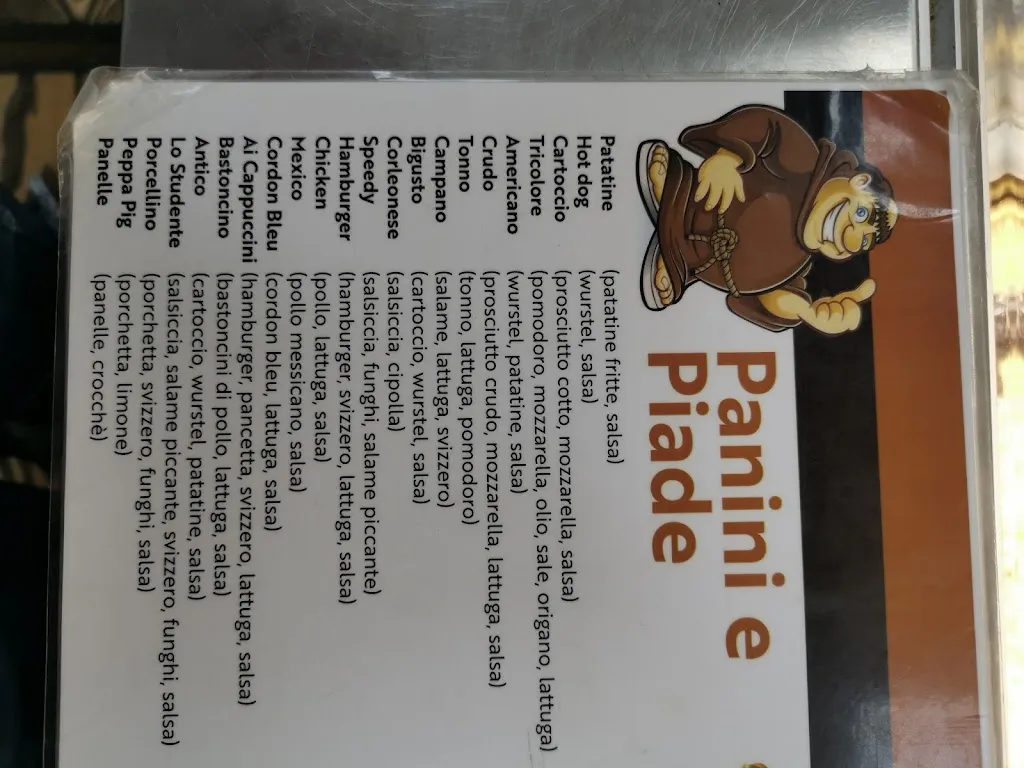 Panini e
Piade
Patatine (patatine fritte, salsa)
Hot dog (wurstel, salsa)
Cartoccio (prosciutto cotto, mozzarella, salsa)
Tricolore (pomodoro, mozzarella, olio, sale, origano, lattuga)
Americano (wurstel, patatine, salsa)
Crudo (prosciutto crudo, mozzarella, lattuga, salsa)
Tonno (tonno, lattuga, pomodoro)
Campano (salame, lattuga, svizzero)
Bigusto (cartoccio, wurstel, salsa)
Corleonese (salsiccia, cipolla)
Speedy (salsiccia, funghi, salame piccante)
Hamburger (hamburger, svizzero, lattuga, salsa)
Chicken (pollo, lattuga, salsa)
Mexico (pollo messicano, salsa)
Cordon Bleu (cordon bleu, lattuga, salsa)
Ai Cappuccini (hamburger, pancetta, svizzero, lattuga, salsa)
Bastoncino (bastoncini di pollo, lattuga, salsa)
Antico (cartoccio, wurstel, patatine, salsa)
Lo Studente (salsiccia, salame piccante, svizzero, funghi, salsa)
Porcellino (porchetta, svizzero, funghi, salsa)
Peppa Pig (porchetta, limone)
Panelle (panelle, crocchè)